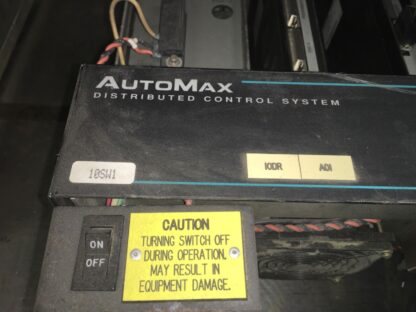 AUTOMAX
DISTRIBUTED CONTROL SYSTEM
10SW1
IODR AOI
ON
OFF
CAUTION
TURNING SWITCH OFF
DURING OPERATION
MAY RESULT IN
EQUIPMENT DAMAGE.